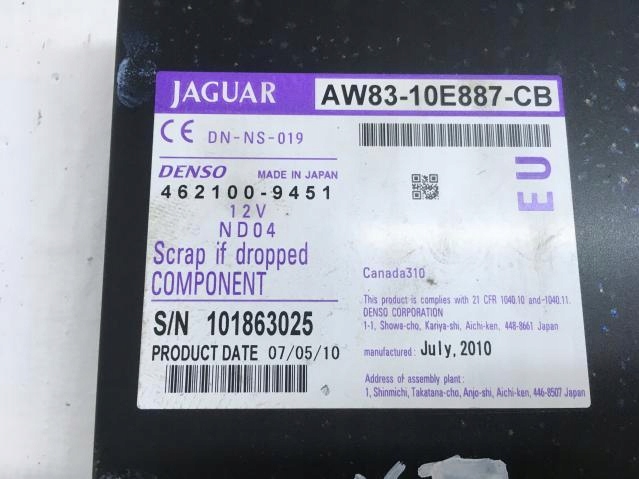 JAGUAR
AW83-10E887-CB
CE DN-NS-019
DENSO MADE IN JAPAN
462100-9451
12V
ND04
Scrap if dropped
COMPONENT
S/N 101863025
PRODUCT DATE 07/05/10
EU
Canada310
This product is complies with 21 CFR 1040.10 and-1040.11.
DENSO CORPORATION
1-1, Showa-cho, Kariya-shi, Aichi-ken, 448-8661 Japan
manufactured: July, 2010
Address of assembly plant:
1, Shinmichi, Takatana-cho, Anjo-shi, Aichi-ken, 446-8507 Japan